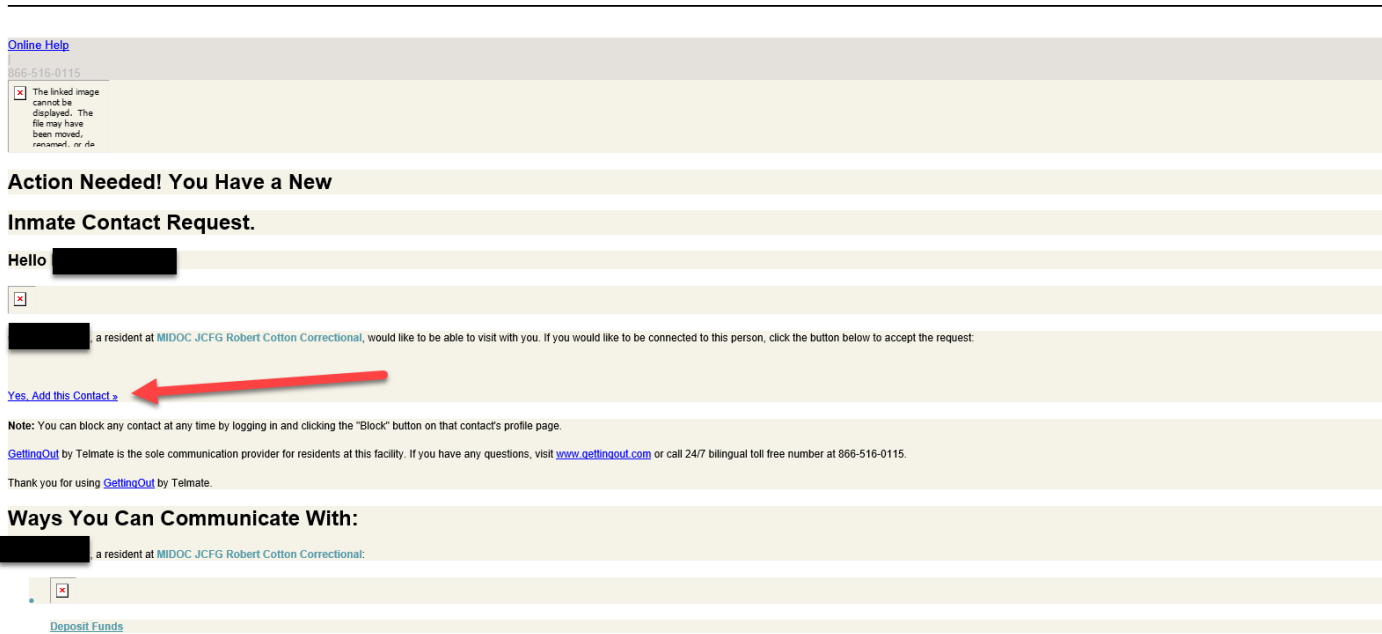 Online Help
|
866-516-0115
The linked image
cannot be
displayed. The
file may have
been moved,
renamed, or de
Action Needed! You Have a New
Inmate Contact Request.
Hello
, a resident at MIDOC JCFG Robert Cotton Correctional, would like to be able to visit with you. If you would like to be connected to this person, click the button below to accept the request:
Yes, Add this Contact »
Note: You can block any contact at any time by logging in and clicking the "Block" button on that contact's profile page.
GettingOut by Telmate is the sole communication provider for residents at this facility. If you have any questions, visit www.gettingout.com or call 24/7 bilingual toll free number at 866-516-0115.
Thank you for using GettingOut by Telmate.
Ways You Can Communicate With:
, a resident at MIDOC JCFG Robert Cotton Correctional:
Deposit Funds